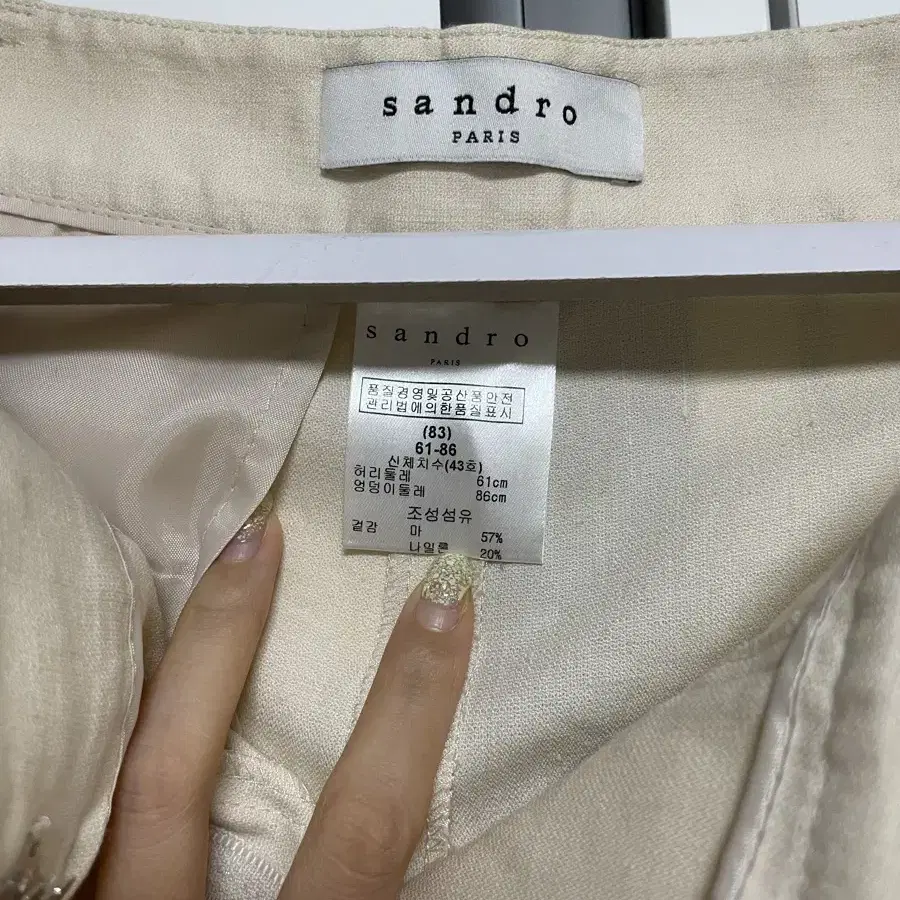 sandro
PARIS
sandro
PARIS
품질경영및공산품안전
관리법에의한품질표시
(83)
61-86
신체치수(43호)
허리둘레 61cm
엉덩이둘레 86cm
조성섬유
겉감 마 57%
나일론 20%